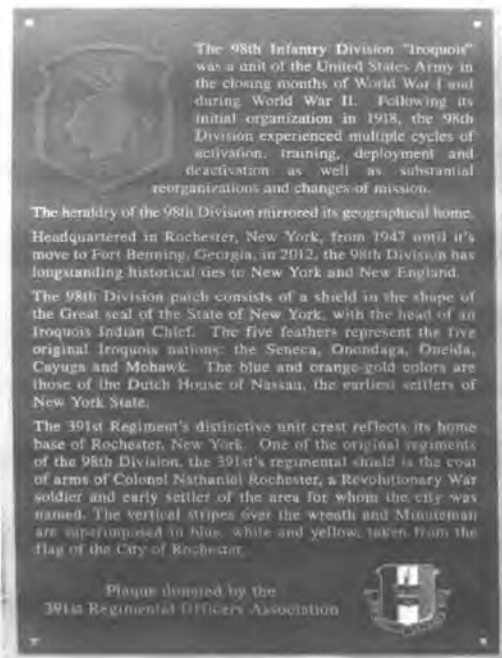 The 98th Infantry Division "Iroquois"
was a unit of the United States Army in
the closing months of World War I and
during World War II. Following its
initial organization in 1918, the 98th
Division experienced multiple cycles of
activation, training, deployment and
deactivation as well as substantial
reorganizations and changes of mission.
The heraldry of the 98th Division mirrored its geographical home.
Headquartered in Rochester, New York, from 1947 until it's
move to Fort Benning, Georgia, in 2012, the 98th Division has
longstanding historical ties to New York and New England.
The 98th Division patch consists of a shield in the shape of
the Great seal of the State of New York, with the head of an
Iroquois Indian Chief. The five feathers represent the five
original Iroquois nations: the Seneca, Onondaga, Oneida,
Cayuga and Mohawk. The blue and orange-gold colors are
those of the Dutch House of Nassau, the earliest settlers of
New York State.
The 391st Regiment's distinctive unit crest reflects its home
base of Rochester, New York. One of the original regiments
of the 98th Division, the 391st's regimental shield is the coat
of arms of Colonel Nathaniel Rochester, a Revolutionary War
soldier and early settler of the area for whom the city was
named. The vertical stripes over the wreath and Minuteman
are superimposed in blue, white and yellow, taken from the
flag of the City of Rochester.
Plaque donated by the
391st Regimental Officers Association